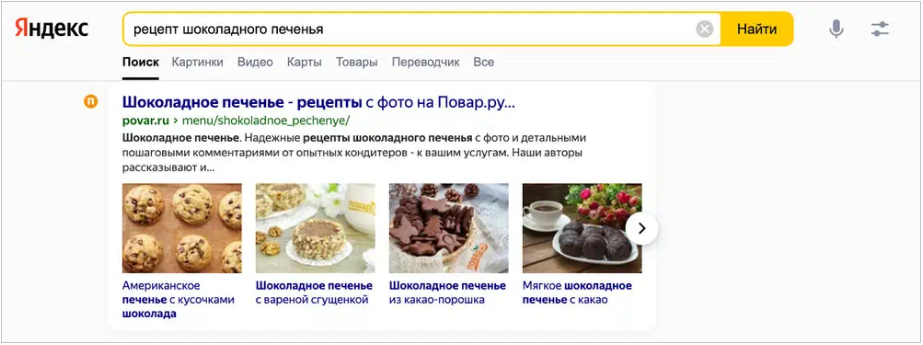 Яндекс
рецепт шоколадного печенья
Найти
Поиск Картинки Видео Карты Товары Переводчик Все
п
Шоколадное печенье - рецепты с фото на Повар.ру...
povar.ru › menu/shokoladnoe_pechenye/
Шоколадное печенье. Надежные рецепты шоколадного печенья с фото и детальными
пошаговыми комментариями от опытных кондитеров - к вашим услугам. Наши авторы
рассказывают и...
Американское
печенье с кусочками
шоколада
Шоколадное печенье
с вареной сгущенкой
Шоколадное печенье
из какао-порошка
Мягкое шоколадное
печенье с какао